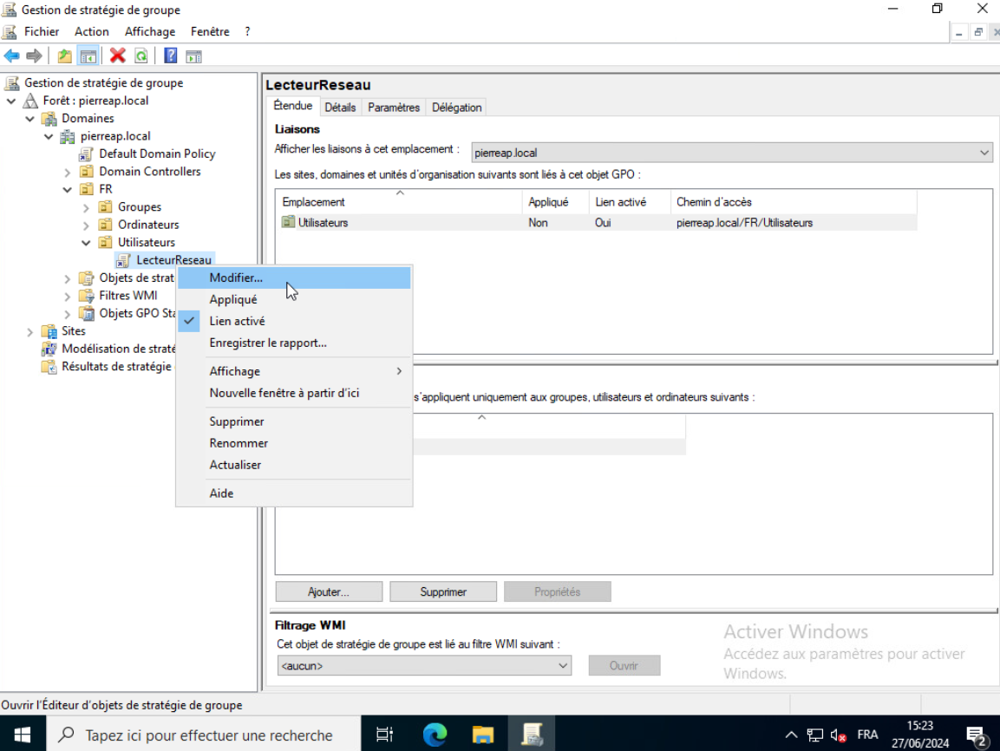 Gestion de stratégie de groupe
Fichier Action Affichage Fenêtre ?
Gestion de stratégie de groupe
Forêt : pierreap.local
Domaines
pierreap.local
Default Domain Policy
Domain Controllers
FR
Groupes
Ordinateurs
Utilisateurs
LecteurReseau
Objets de strat
Filtres WMI
Objets GPO Sta
Sites
Modélisation de straté
Résultats de stratégie
Modifier...
Appliqué
Lien activé
Enregistrer le rapport...
Affichage
Nouvelle fenêtre à partir d'ici
Supprimer
Renommer
Actualiser
Aide
LecteurReseau
Étendue Détails Paramètres Délégation
Liaisons
Afficher les liaisons à cet emplacement : pierreap.local
Les sites, domaines et unités d'organisation suivants sont liés à cet objet GPO :
Emplacement Appliqué Lien activé Chemin d'accès
Utilisateurs Non Oui pierreap.local/FR/Utilisateurs
s'appliquent uniquement aux groupes, utilisateurs et ordinateurs suivants :
Ajouter... Supprimer Propriétés
Filtrage WMI
Cet objet de stratégie de groupe est lié au filtre WMI suivant :
<aucun> Ouvrir
Activer Windows
Accédez aux paramètres pour activer
Windows.
Ouvrir l'Éditeur d'objets de stratégie de groupe
Tapez ici pour effectuer une recherche
FRA
15:23
27/06/2024
2